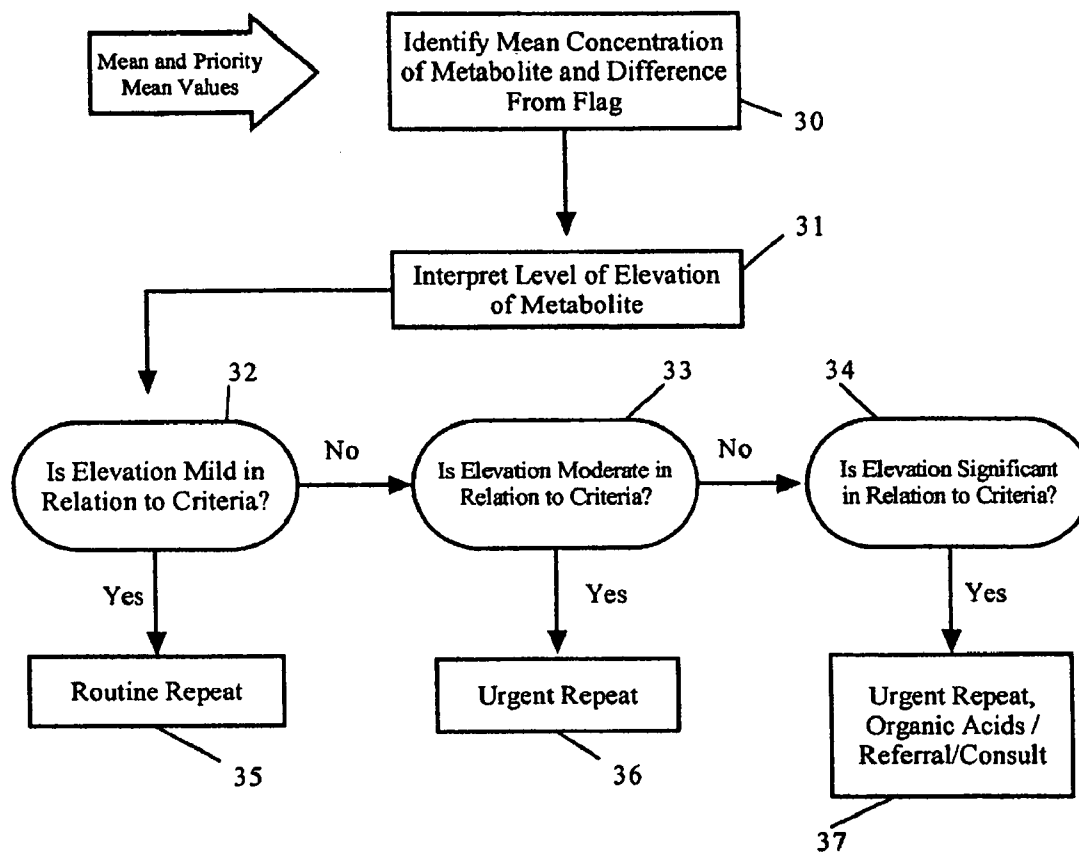 Mean and Priority
Mean Values
Identify Mean Concentration
of Metabolite and Difference
From Flag
30
31
Interpret Level of Elevation
of Metabolite
32
33
34
Is Elevation Mild in
Relation to Criteria?
No
Is Elevation Moderate in
Relation to Criteria?
No
Is Elevation Significant
in Relation to Criteria?
Yes
Yes
Yes
Routine Repeat
Urgent Repeat
Urgent Repeat,
Organic Acids /
Referral/Consult
35
36
37